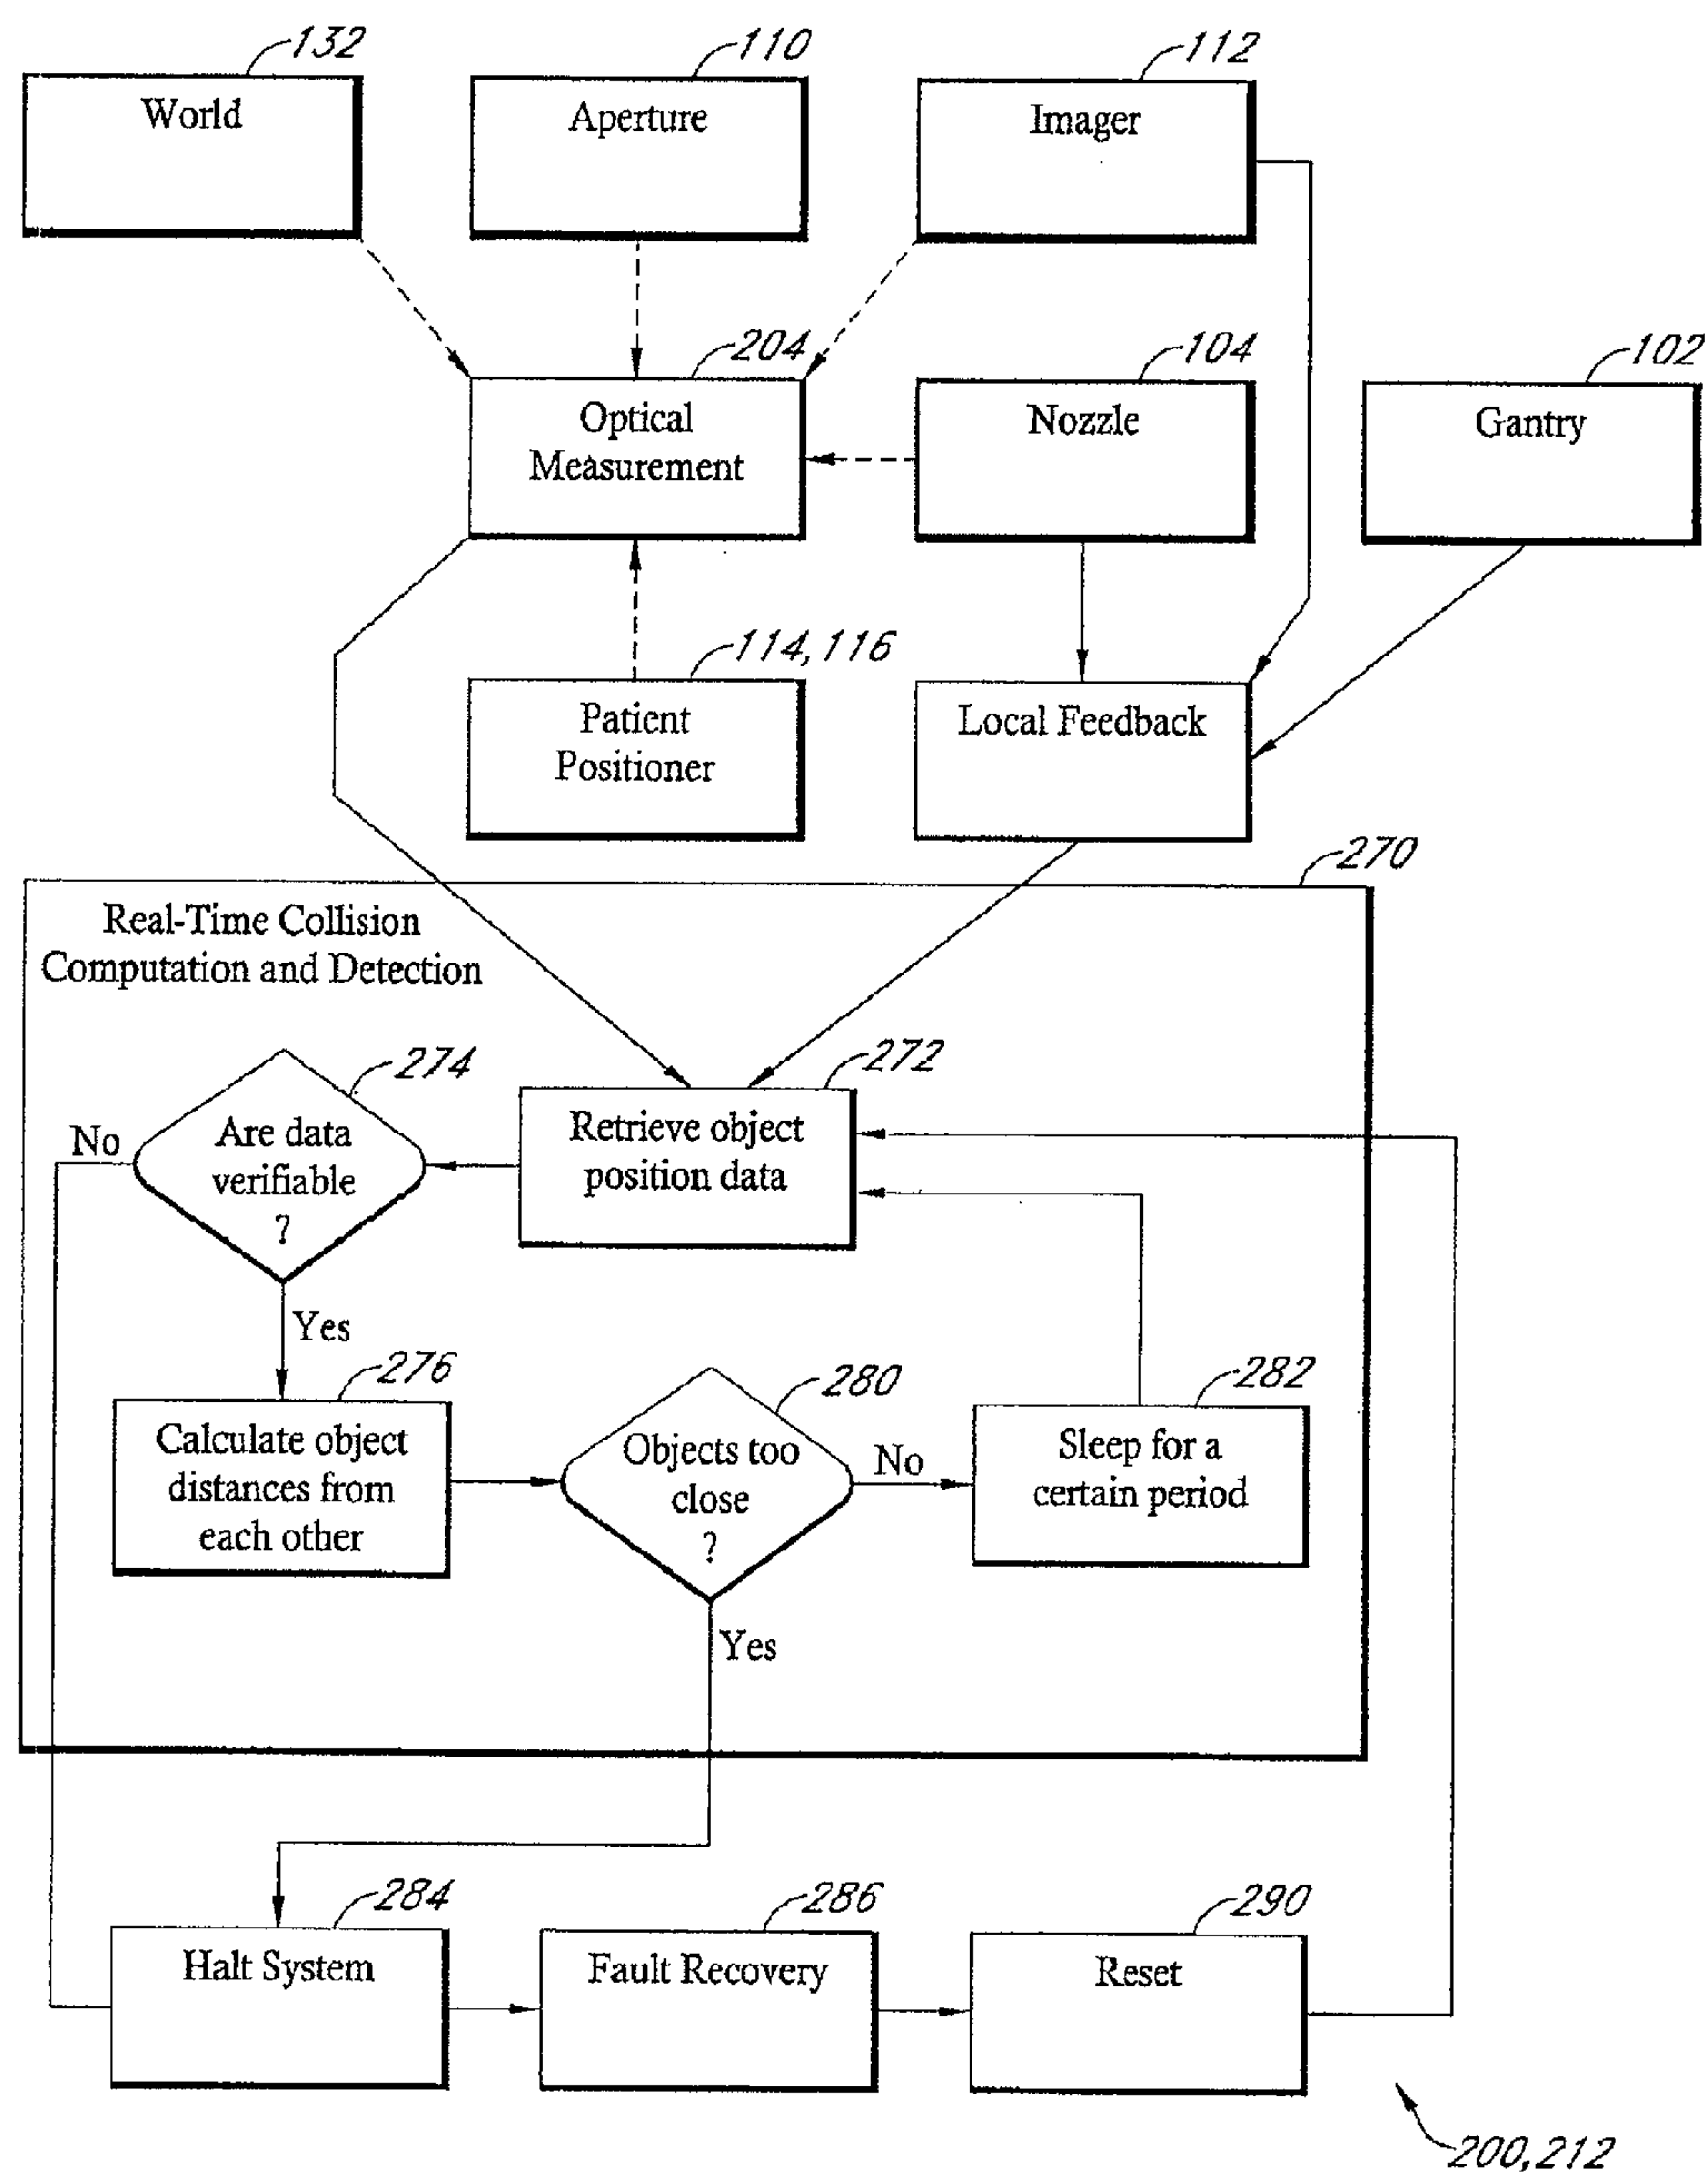 132
110
112
World
Aperture
Imager
204
104
102
Optical
Measurement
Nozzle
Gantry
114, 116
Patient
Positioner
Local Feedback
270
Real-Time Collision
Computation and Detection
274
272
No
Are data
verifiable
?
Retrieve object
position data
Yes
276
280
282
Calculate object
distances from
each other
Objects too
close
?
No
Sleep for a
certain period
Yes
284
286
290
Halt System
Fault Recovery
Reset
200, 212